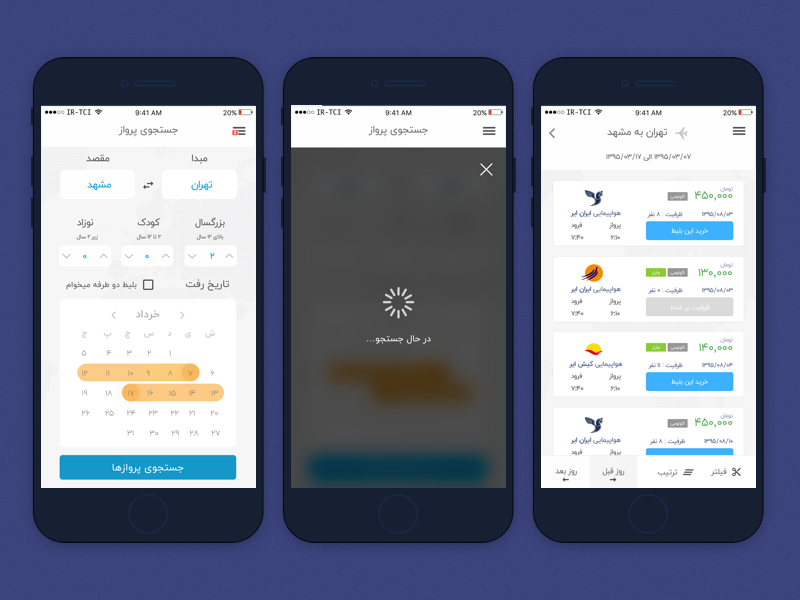 IR-TCI 9:41 AM 20%
جستجوی پرواز
مبدا مقصد
تهران مشهد
بزرگسال کودک نوزاد
بالای ۱۲ سال ۲ تا ۱۲ سال زیر ۲ سال
۲ ۰ ۰
تاریخ رفت بلیط دو طرفه میخوام
خرداد
ش ی د س چ پ ج
۱ ۲ ۳ ۴ ۵
۶ ۷ ۸ ۹ ۱۰ ۱۱ ۱۲
۱۳ ۱۴ ۱۵ ۱۶ ۱۷ ۱۸ ۱۹
۲۰ ۲۱ ۲۲ ۲۳ ۲۴ ۲۵ ۲۶
۲۷ ۲۸ ۲۹ ۳۰ ۳۱
جستجوی پروازها
IR-TCI 9:41 AM 20%
جستجوی پرواز
در حال جستجو...
IR-TCI 9:41 AM 20%
تهران به مشهد
۱۳۹۵/۰۳/۰۷ الی ۱۳۹۵/۰۳/۱۷
تومان
۴۵۰,۰۰۰ اکونومی
هواپیمایی ایران ایر
۱۳۹۵/۰۸/۰۳ ظرفیت : ۸ نفر
پرواز فرود
۶:۱۰ ۷:۴۰
خرید این بلیط
تومان
۱۳۰,۰۰۰ اکونومی چارتر
هواپیمایی ایران ایر
۱۳۹۵/۰۸/۰۳ ظرفیت : ۰ نفر
پرواز فرود
۶:۱۰ ۷:۴۰
ظرفیت پر شده
تومان
۱۴۰,۰۰۰ اکونومی چارتر
هواپیمایی کیش ایر
۱۳۹۵/۰۸/۰۴ ظرفیت : ۱۱ نفر
پرواز فرود
۶:۱۰ ۷:۴۰
خرید این بلیط
تومان
۴۵۰,۰۰۰ اکونومی
هواپیمایی ایران ایر
۱۳۹۵/۰۸/۱۰ ظرفیت : ۸ نفر
پرواز فرود
فیلتر ترتیب روز قبل روز بعد